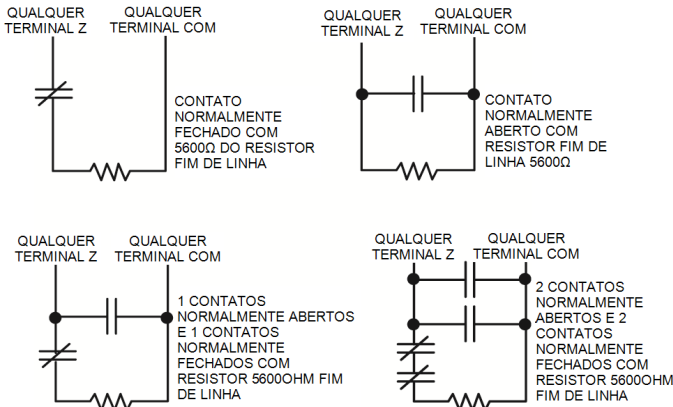 QUALQUER
TERMINAL Z
QUALQUER
TERMINAL COM
CONTATO
NORMALMENTE
FECHADO COM
5600Ω DO RESISTOR
FIM DE LINHA
QUALQUER
TERMINAL Z
QUALQUER
TERMINAL COM
CONTATO
NORMALMENTE
ABERTO COM
RESISTOR FIM DE
LINHA 5600Ω
QUALQUER
TERMINAL Z
QUALQUER
TERMINAL COM
1 CONTATOS
NORMALMENTE ABERTOS
E 1 CONTATOS
NORMALMENTE
FECHADOS COM
RESISTOR 5600OHM FIM
DE LINHA
QUALQUER
TERMINAL Z
QUALQUER
TERMINAL COM
2 CONTATOS
NORMALMENTE
ABERTOS E 2
CONTATOS
NORMALMENTE
FECHADOS COM
RESISTOR 5600OHM
FIM DE LINHA